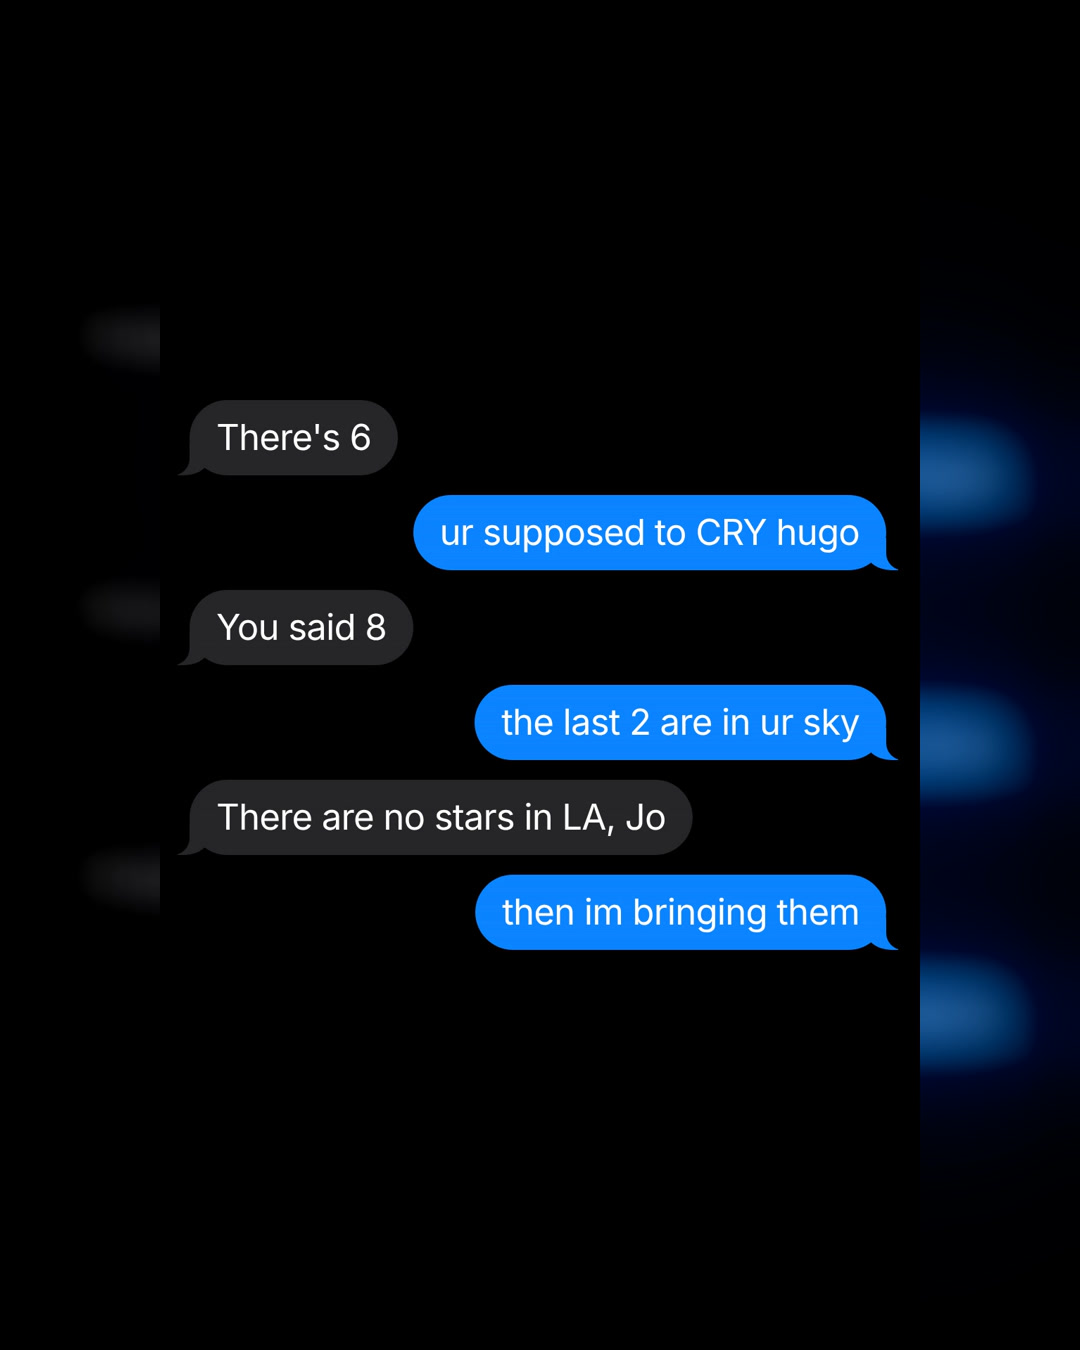 There's 6
ur supposed to CRY hugo
You said 8
the last 2 are in ur sky
There are no stars in LA, Jo
then im bringing them